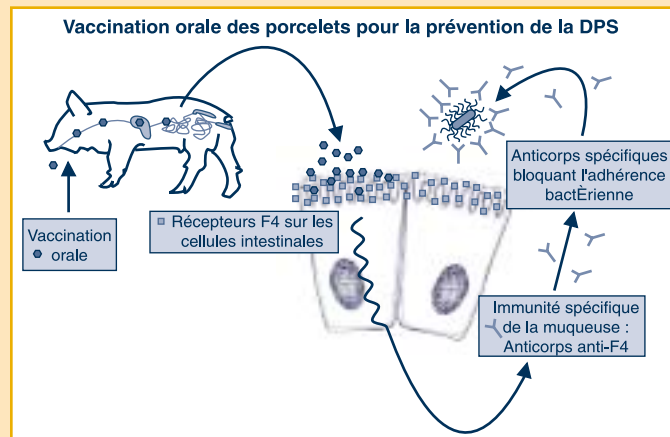 Vaccination orale des porcelets pour la prévention de la DPS
Vaccination
orale
Récepteurs F4 sur les
cellules intestinales
Anticorps spécifiques
bloquant l'adhérence
bactÈrienne
Immunité spécifique
de la muqueuse :
Anticorps anti-F4